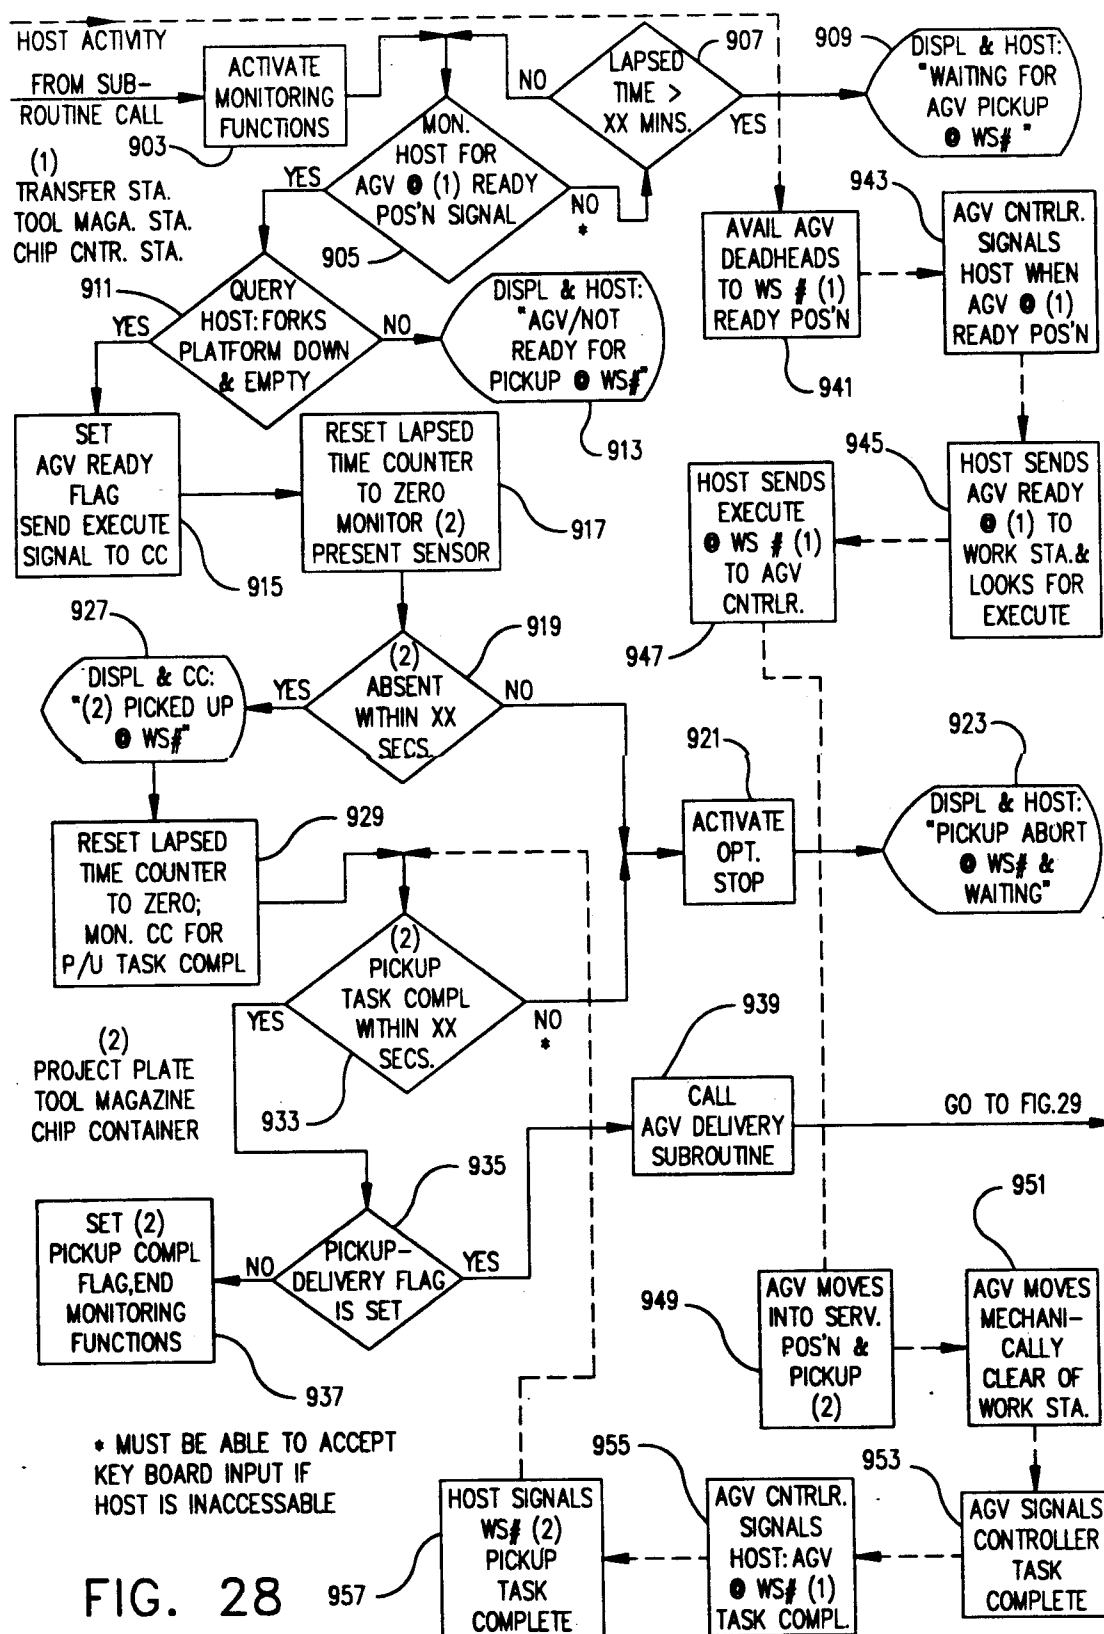 HOST ACTIVITY
FROM SUB-
ROUTINE CALL
903
ACTIVATE
MONITORING
FUNCTIONS
907
LAPSED
TIME >
XX MINS.
NO
YES
909
DISPL & HOST:
"WAITING FOR
AGV PICKUP
@ WS# "
(1)
TRANSFER STA.
TOOL MAGA. STA.
CHIP CNTR. STA.
MON.
HOST FOR
AGV @ (1) READY
POS'N SIGNAL
YES
NO
*
905
943
AGV CNTRLR.
SIGNALS
HOST WHEN
AGV @ (1)
READY POS'N
AVAIL AGV
DEADHEADS
TO WS # (1)
READY POS'N
941
911
QUERY
HOST: FORKS
PLATFORM DOWN
& EMPTY
YES
NO
DISPL & HOST:
"AGV/NOT
READY FOR
PICKUP @ WS#"
913
SET
AGV READY
FLAG
SEND EXECUTE
SIGNAL TO CC
915
RESET LAPSED
TIME COUNTER
TO ZERO
MONITOR (2)
PRESENT SENSOR
917
HOST SENDS
EXECUTE
@ WS # (1)
TO AGV
CNTRLR.
947
945
HOST SENDS
AGV READY
@ (1) TO
WORK STA.&
LOOKS FOR
EXECUTE
927
DISPL & CC:
"(2) PICKED UP
@ WS#"
919
(2)
ABSENT
WITHIN XX
SECS.
YES
NO
921
ACTIVATE
OPT.
STOP
923
DISPL & HOST:
"PICKUP ABORT
@ WS# &
WAITING"
929
RESET LAPSED
TIME COUNTER
TO ZERO;
MON. CC FOR
P/U TASK COMPL
(2)
PICKUP
TASK COMPL
WITHIN XX
SECS.
YES
NO
*
933
(2)
PROJECT PLATE
TOOL MAGAZINE
CHIP CONTAINER
939
CALL
AGV DELIVERY
SUBROUTINE
GO TO FIG.29
935
PICKUP-
DELIVERY FLAG
IS SET
NO
YES
SET (2)
PICKUP COMPL
FLAG,END
MONITORING
FUNCTIONS
937
949
AGV MOVES
INTO SERV.
POS'N &
PICKUP
(2)
951
AGV MOVES
MECHANI-
CALLY
CLEAR OF
WORK STA.
* MUST BE ABLE TO ACCEPT
KEY BOARD INPUT IF
HOST IS INACCESSABLE
957
HOST SIGNALS
WS# (2)
PICKUP
TASK
COMPLETE
955
AGV CNTRLR.
SIGNALS
HOST: AGV
@ WS# (1)
TASK COMPL.
953
AGV SIGNALS
CONTROLLER
TASK
COMPLETE
FIG. 28